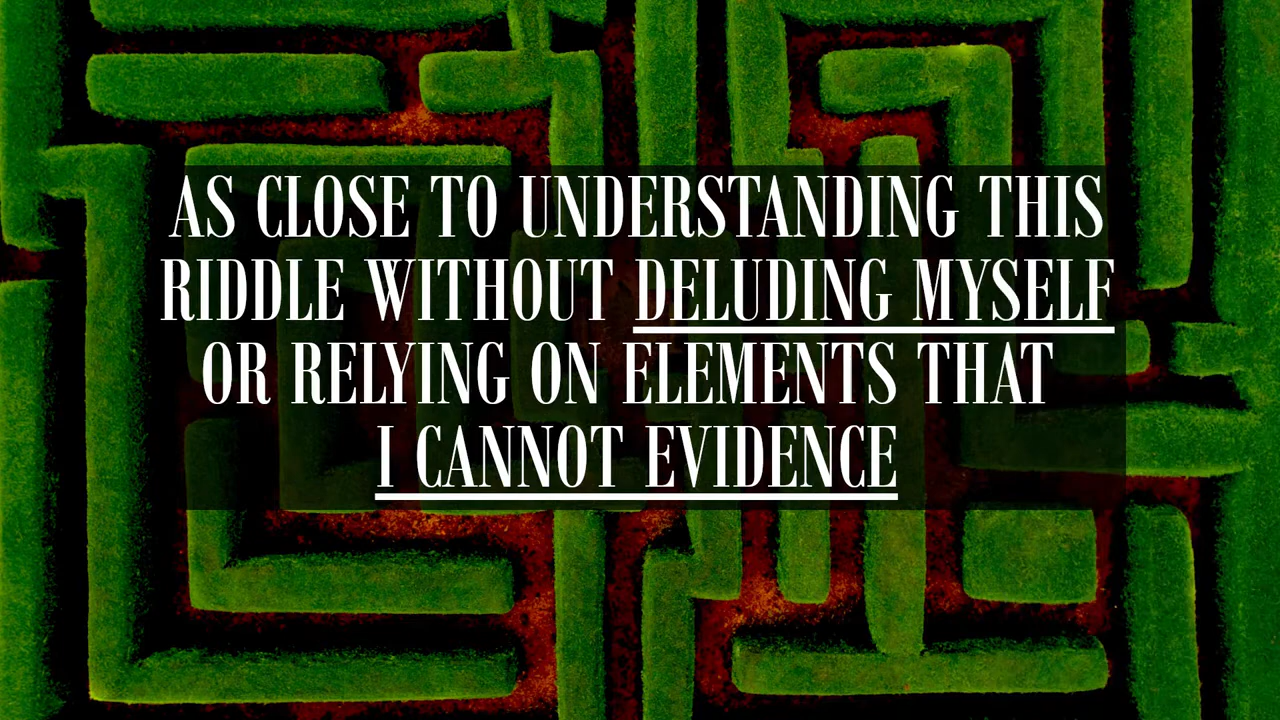 AS CLOSE TO UNDERSTANDING THIS
RIDDLE WITHOUT DELUDING MYSELF
OR RELYING ON ELEMENTS THAT
I CANNOT EVIDENCE